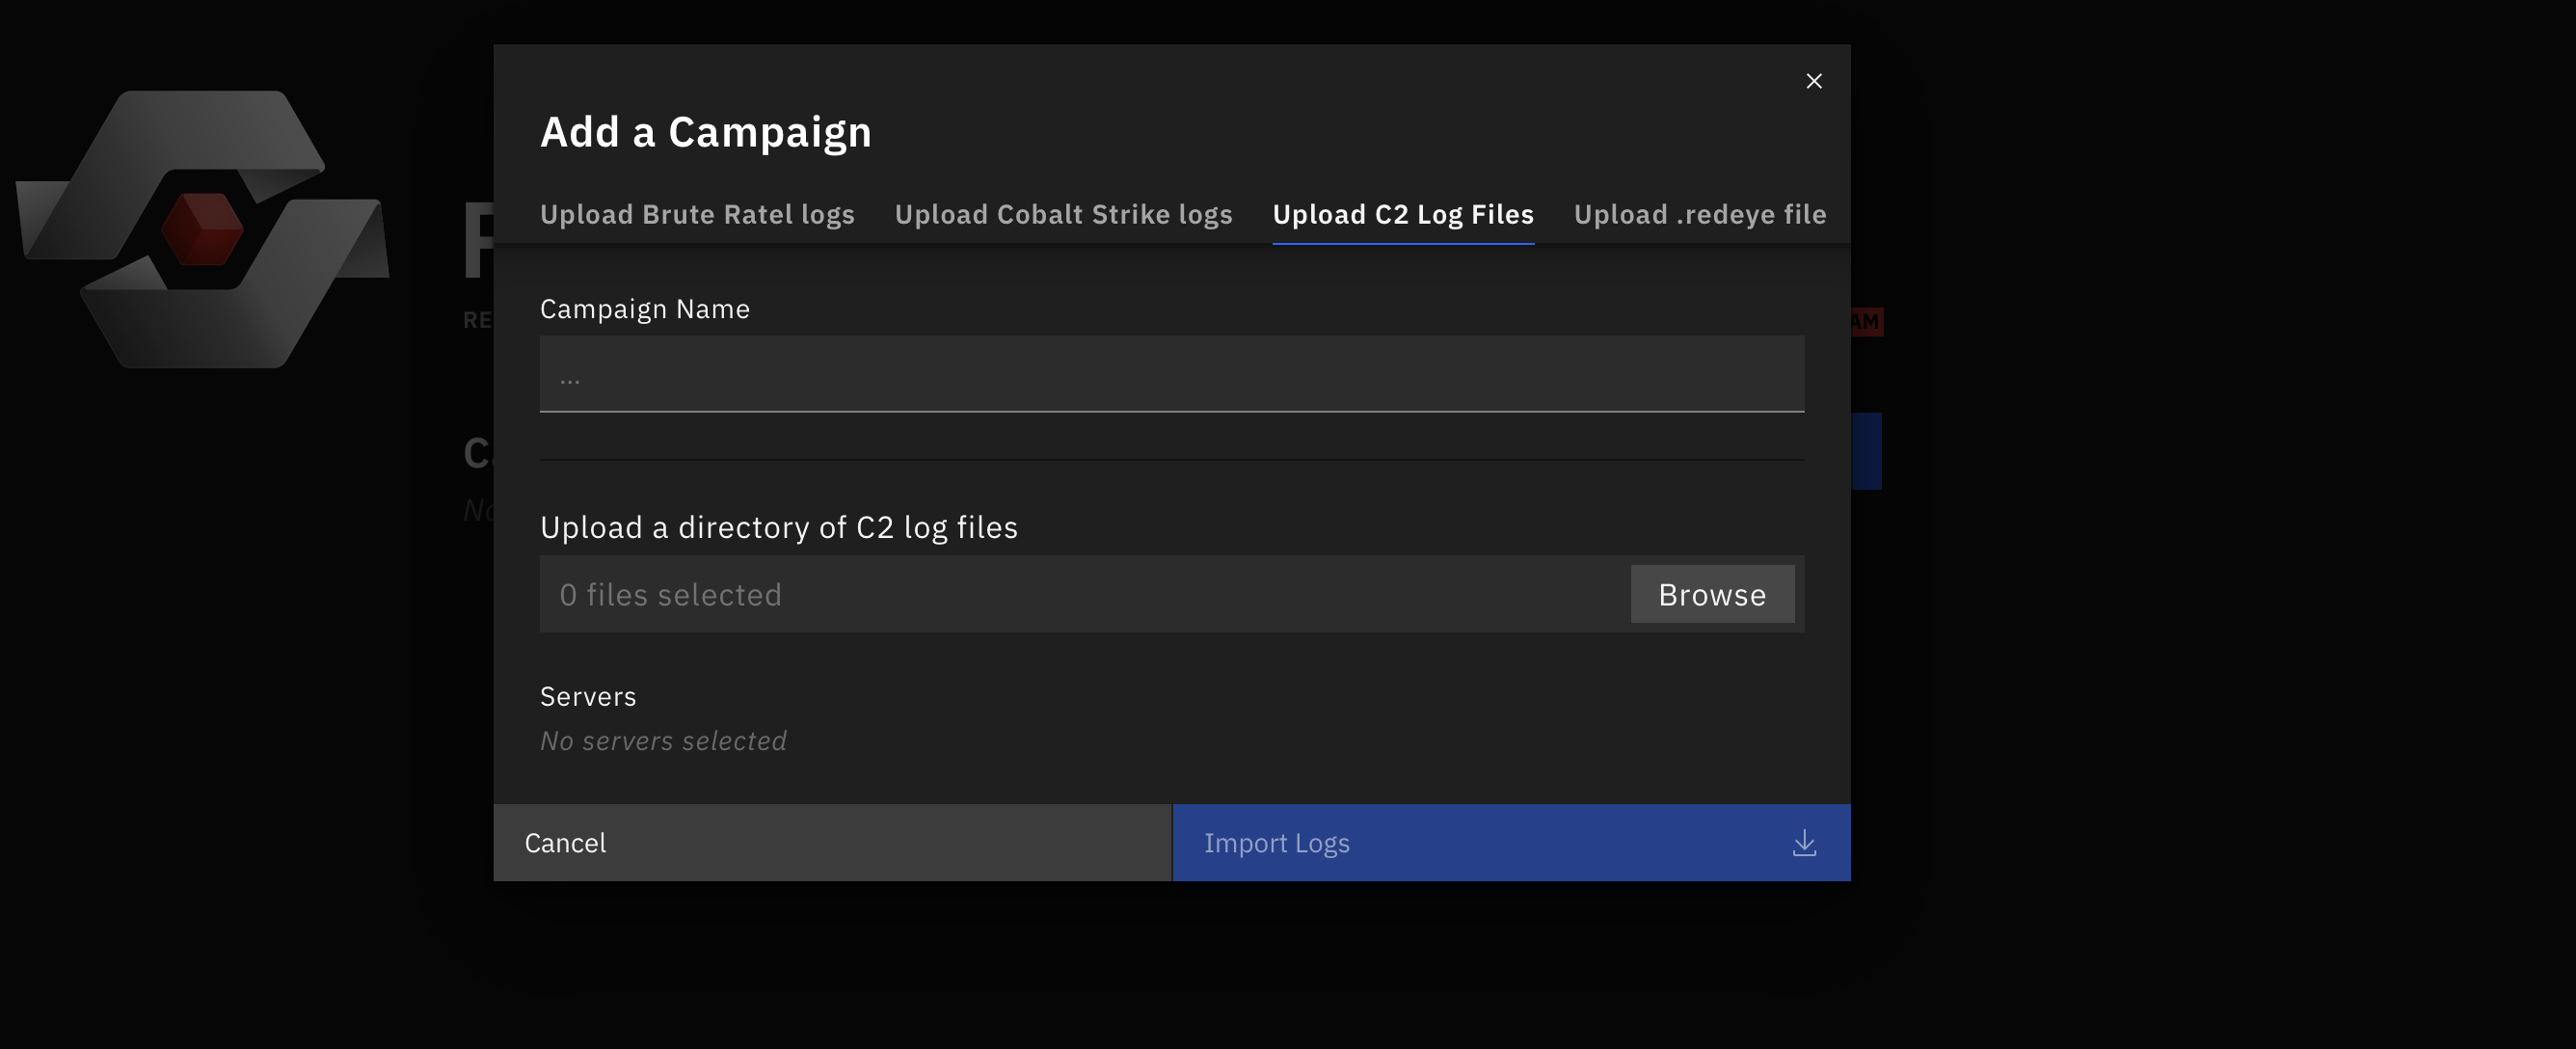 Add a Campaign
Upload Brute Ratel logs Upload Cobalt Strike logs Upload C2 Log Files Upload .redeye file
Campaign Name
...
Upload a directory of C2 log files
0 files selected Browse
Servers
No servers selected
Cancel Import Logs